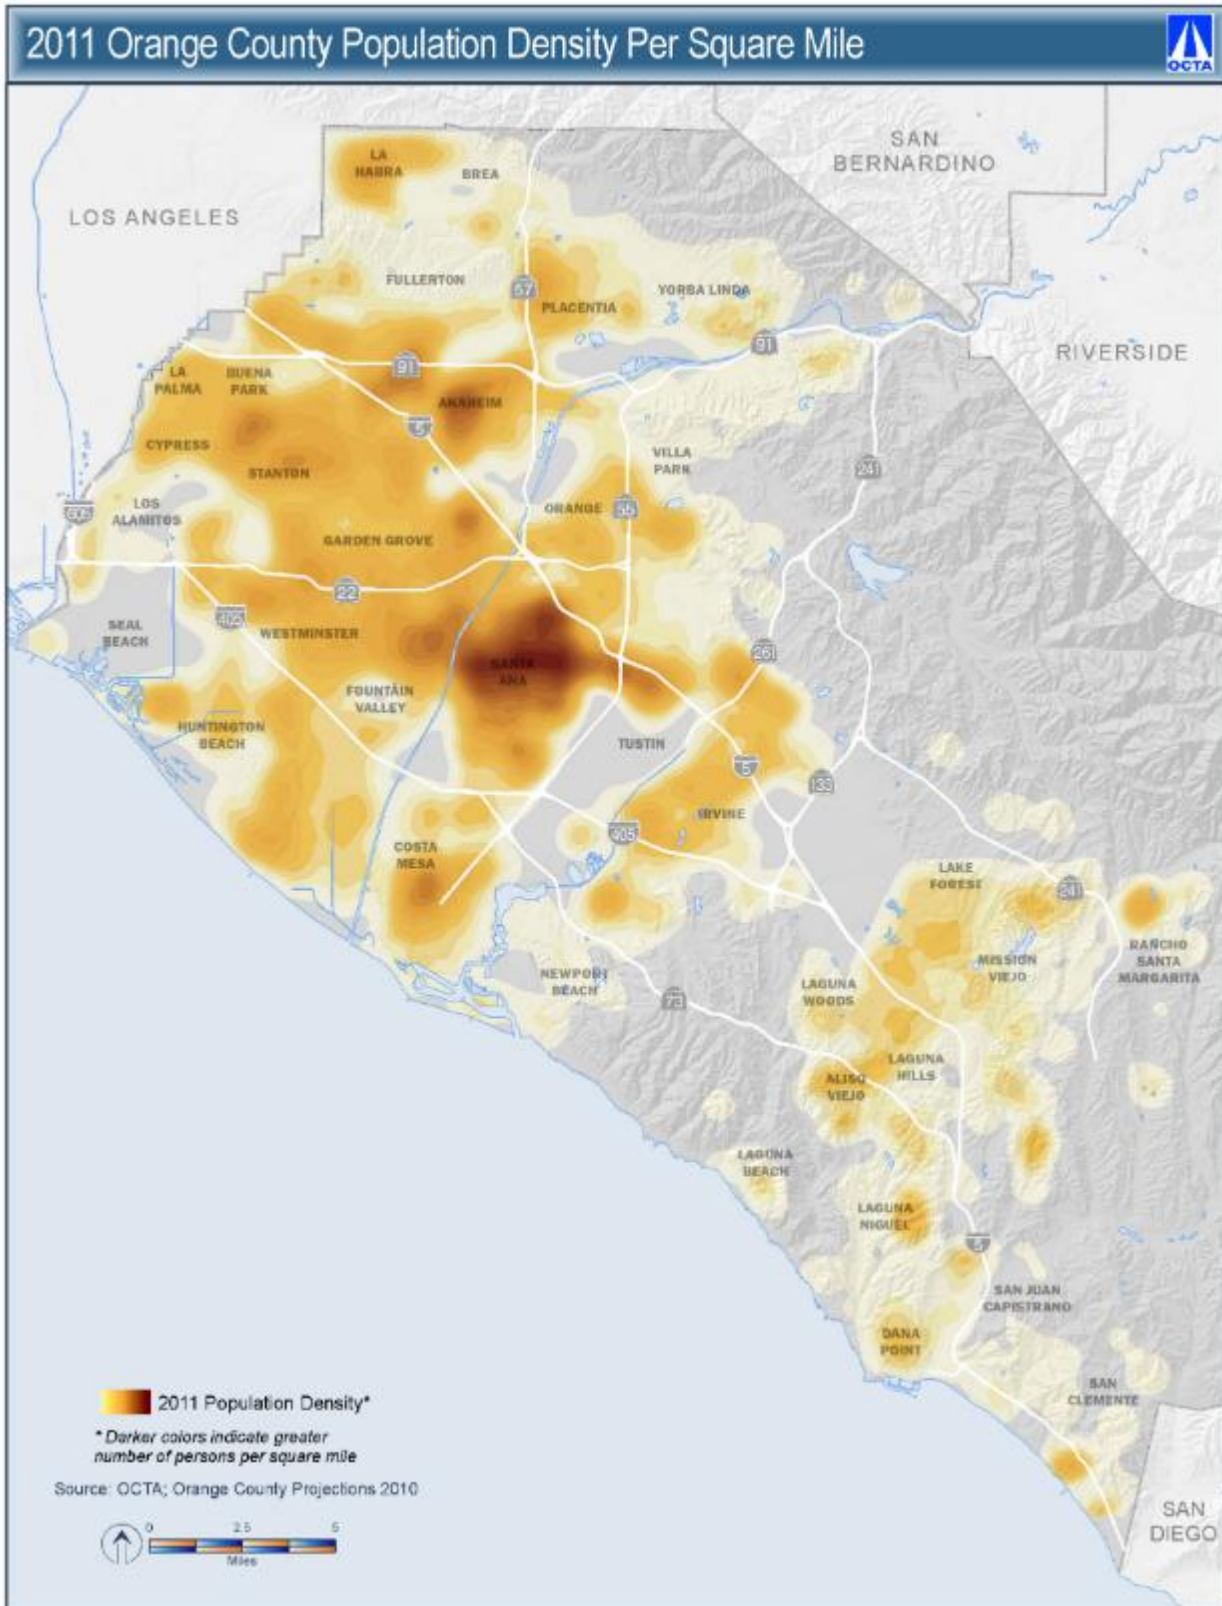 2011 Orange County Population Density Per Square Mile
OCTA
SAN
BERNARDINO
LOS ANGELES
RIVERSIDE
LA
HABRA
BREA
FULLERTON
57
PLACENTIA
YORBA LINDA
91
LA
PALMA
BUENA
PARK
91
ANAHEIM
5
CYPRESS
STANTON
VILLA
PARK
241
605
LOS
ALAMITOS
ORANGE
55
GARDEN GROVE
22
405
SEAL
BEACH
WESTMINSTER
SANTA
ANA
261
FOUNTAIN
VALLEY
HUNTINGTON
BEACH
TUSTIN
5
133
IRVINE
405
COSTA
MESA
LAKE
FOREST
241
RANCHO
SANTA
MARGARITA
MISSION
VIEJO
NEWPORT
BEACH
73
LAGUNA
WOODS
LAGUNA
HILLS
ALISO
VIEJO
LAGUNA
BEACH
LAGUNA
NIGUEL
5
SAN JUAN
CAPISTRANO
DANA
POINT
SAN
CLEMENTE
SAN
DIEGO
2011 Population Density*
* Darker colors indicate greater
number of persons per square mile
Source: OCTA; Orange County Projections 2010
0 2.5 5
Miles